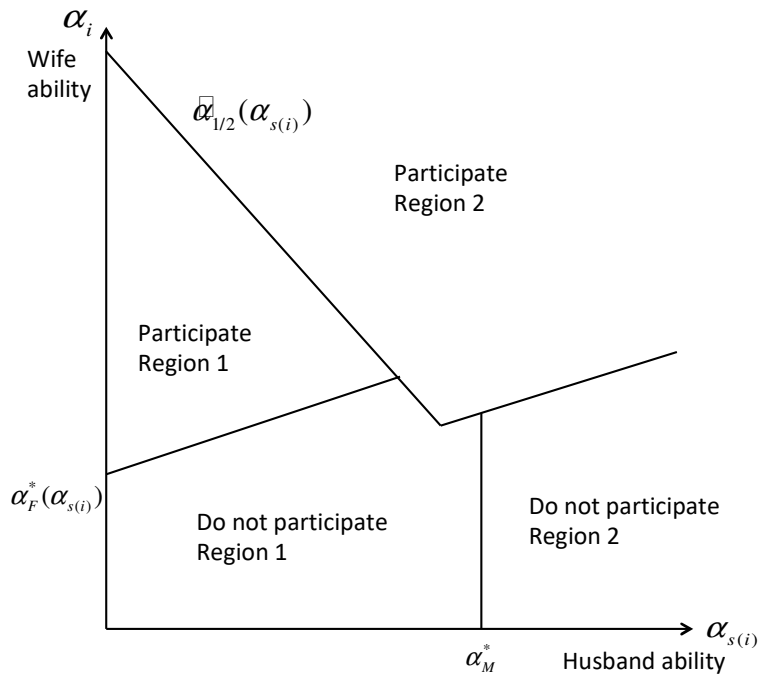 α_i
Wife
ability
α̃_{1/2}(α_{s(i)})
Participate
Region 2
Participate
Region 1
α*_F(α_{s(i)})
Do not participate
Region 1
Do not participate
Region 2
α*_M
α_{s(i)}
Husband ability